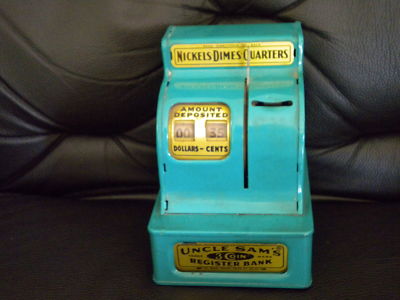 NICKELS DIMES QUARTERS
AMOUNT
DEPOSITED
00 35
DOLLARS-CENTS
UNCLE SAM'S
3 COIN
REGISTER BANK